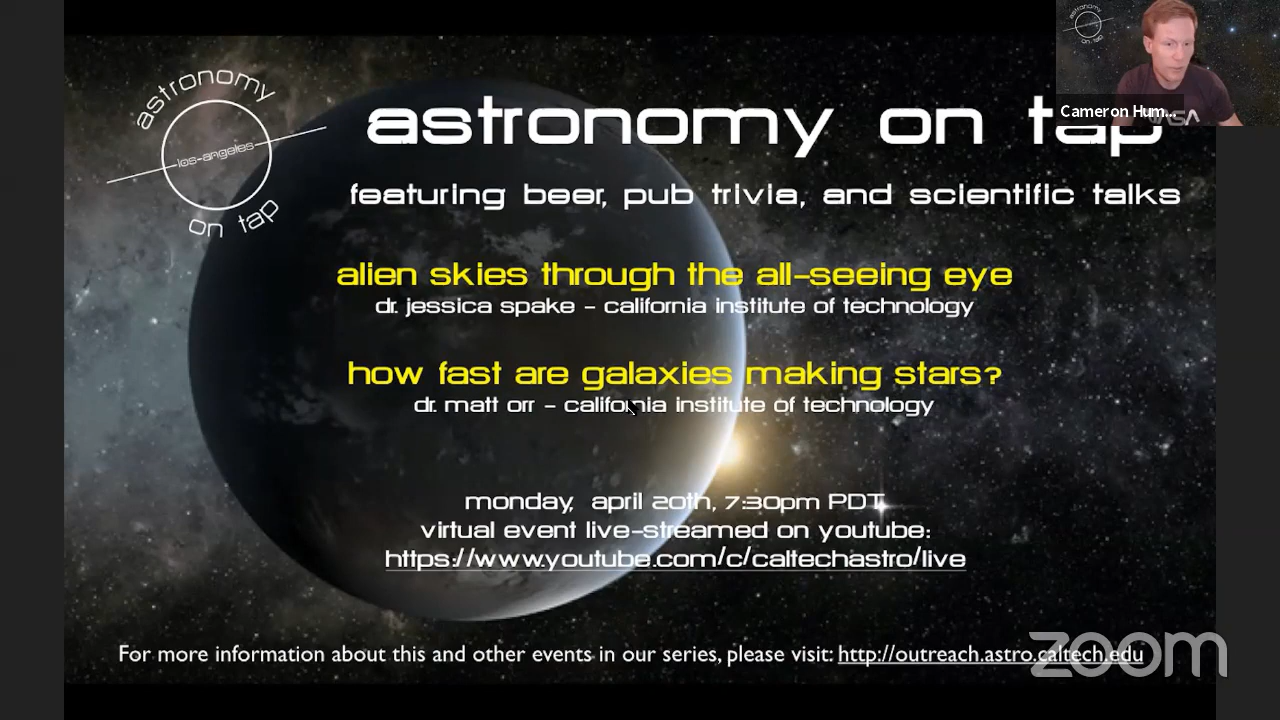 astronomy
los-angeles
on tap
astronomy on tap
featuring beer, pub trivia, and scientific talks
alien skies through the all-seeing eye
dr. jessica spake - california institute of technology
how fast are galaxies making stars?
dr. matt orr - california institute of technology
monday, april 20th, 7:30pm PDT
virtual event live-streamed on youtube:
https://www.youtube.com/c/caltechastro/live
For more information about this and other events in our series, please visit: http://outreach.astro.caltech.edu
astronomy
on tap
Cameron Hum...
zoom